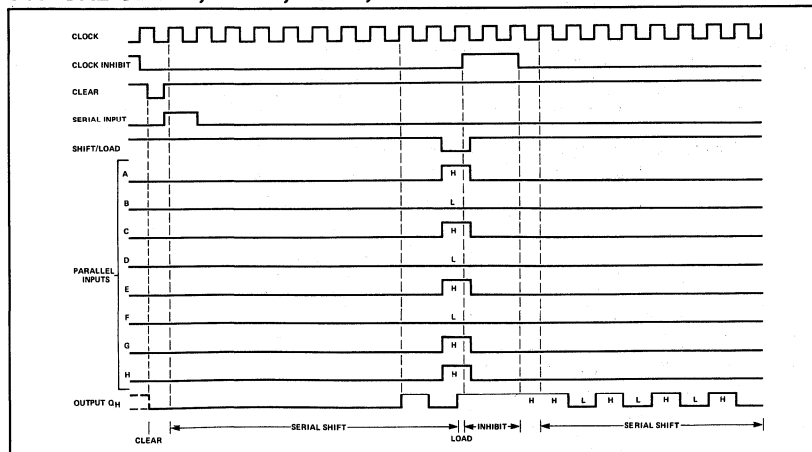 CLOCK
CLOCK INHIBIT
CLEAR
SERIAL INPUT
SHIFT/LOAD
A H
B L
C H
D L
PARALLEL INPUTS
E H
F L
G H
H H
OUTPUT QH H H L H L H L H
SERIAL SHIFT INHIBIT SERIAL SHIFT
CLEAR LOAD